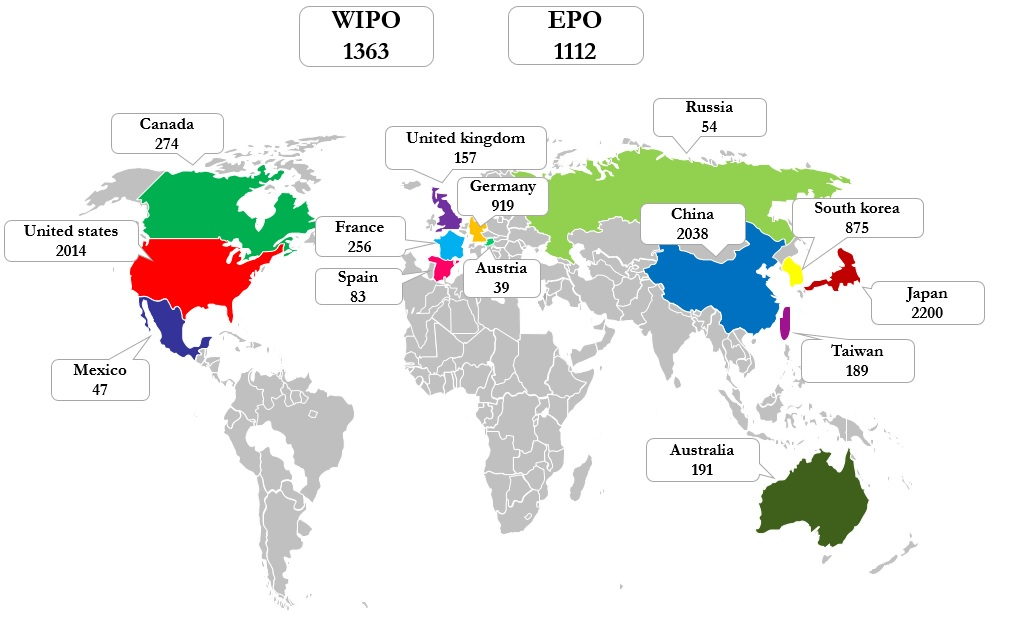 WIPO
1363
EPO
1112
Canada
274
United kingdom
157
Russia
54
Germany
919
United states
2014
France
256
China
2038
South korea
875
Spain
83
Austria
39
Japan
2200
Mexico
47
Taiwan
189
Australia
191